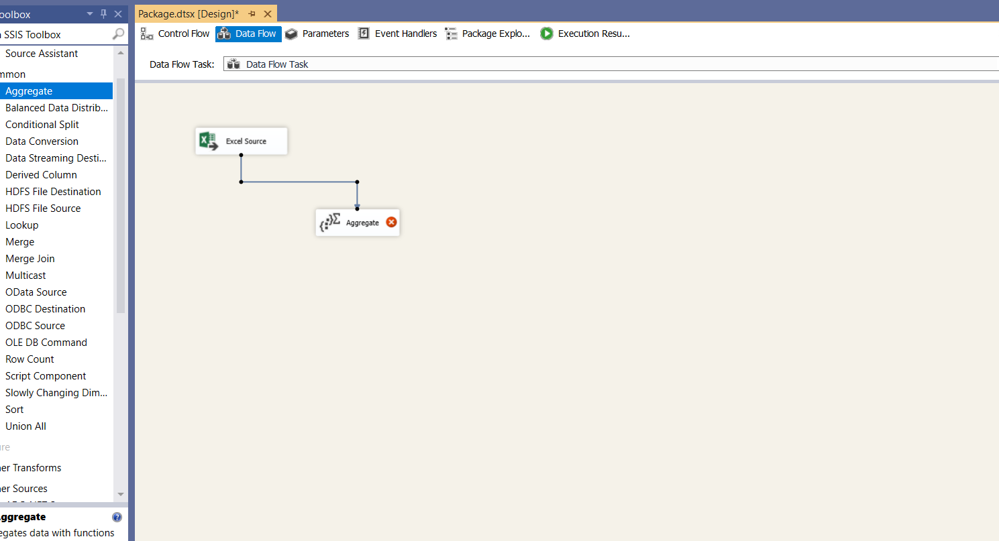 oolbox
SSIS Toolbox
Source Assistant
mmon
Aggregate
Balanced Data Distrib...
Conditional Split
Data Conversion
Data Streaming Desti...
Derived Column
HDFS File Destination
HDFS File Source
Lookup
Merge
Merge Join
Multicast
OData Source
ODBC Destination
ODBC Source
OLE DB Command
Row Count
Script Component
Slowly Changing Dim...
Sort
Union All
ure
er Transforms
er Sources
ggregate
egates data with functions
Package.dtsx [Design]*
Control Flow
Data Flow
Parameters
Event Handlers
Package Explo...
Execution Resu...
Data Flow Task:
Data Flow Task
Excel Source
Aggregate